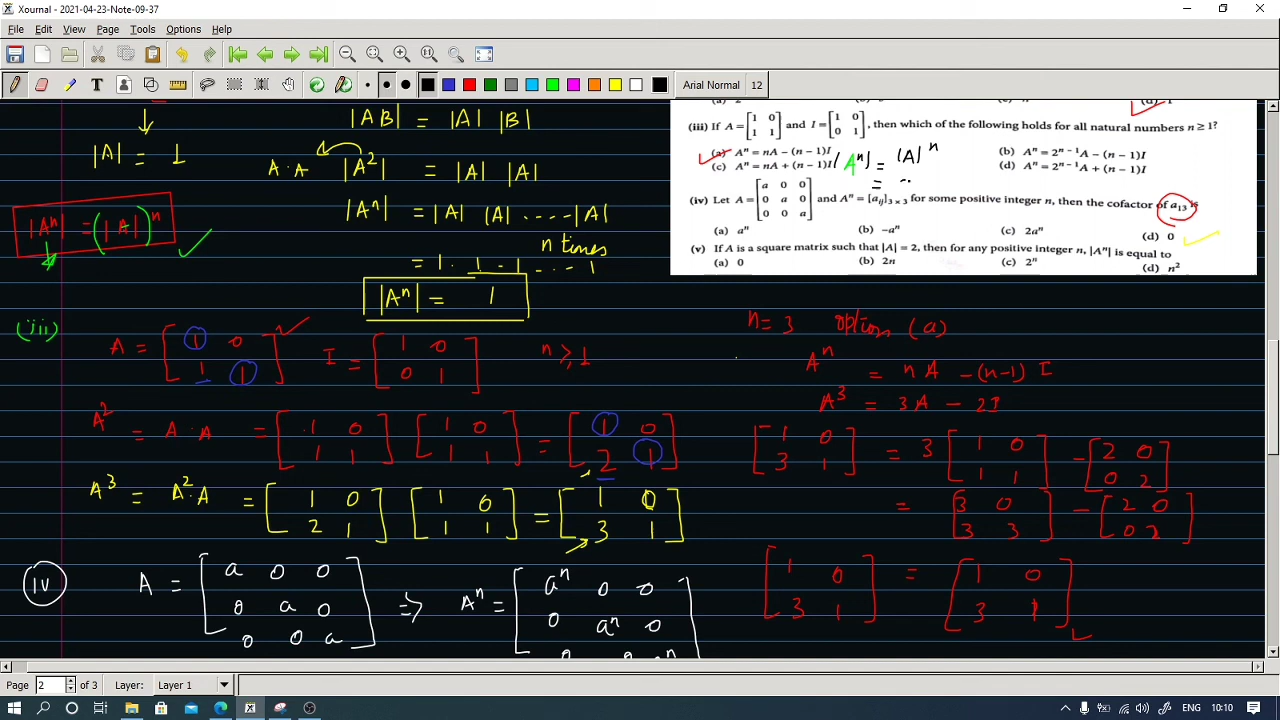 Xournal - 2021-04-23-Note-09-37
File Edit View Page Tools Options Help
Arial Normal 12
|A| = 1
|AB| = |A| |B|
A·A |A²| = |A| |A|
|Aⁿ| = |A| |A| ----- |A|
n times
= 1 · 1 - 1 ... - 1
|Aⁿ| = 1
|Aⁿ| = (|A|)ⁿ
(iii) If A = [1 0; 1 1] and I = [1 0; 0 1], then which of the following holds for all natural numbers n ≥ 1?
(a) Aⁿ = nA − (n − 1)I (b) Aⁿ = 2ⁿ⁻¹A − (n − 1)I
(c) Aⁿ = nA + (n − 1)I (d) Aⁿ = 2ⁿ⁻¹A + (n − 1)I
|Aⁿ| = |A|ⁿ
=
(iv) Let A = [a 0 0; 0 a 0; 0 0 a] and Aⁿ = [aᵢⱼ]₃ ₓ ₃ for some positive integer n, then the cofactor of a₁₃ is
(a) aⁿ (b) −aⁿ (c) 2aⁿ (d) 0
(v) If A is a square matrix such that |A| = 2, then for any positive integer n, |Aⁿ| is equal to
(a) 0 (b) 2n (c) 2ⁿ (d) n²
(iii)
A = [1 0; 1 1] I = [1 0; 0 1] n ≥ 1
A² = A · A = [1 0; 1 1] [1 0; 1 1] = [1 0; 2 1]
A³ = A²·A = [1 0; 2 1] [1 0; 1 1] = [1 0; 3 1]
n = 3 option (a)
Aⁿ = nA − (n−1) I
A³ = 3A − 2I
[1 0; 3 1] = 3 [1 0; 1 1] − [2 0; 0 2]
= [3 0; 3 3] − [2 0; 0 2]
[1 0; 3 1] = [1 0; 3 1]
iv A = [a 0 0; 0 a 0; 0 0 a] ⇒ Aⁿ = [aⁿ 0 0; 0 aⁿ 0
Page 2 of 3 Layer: Layer 1
ENG 10:10